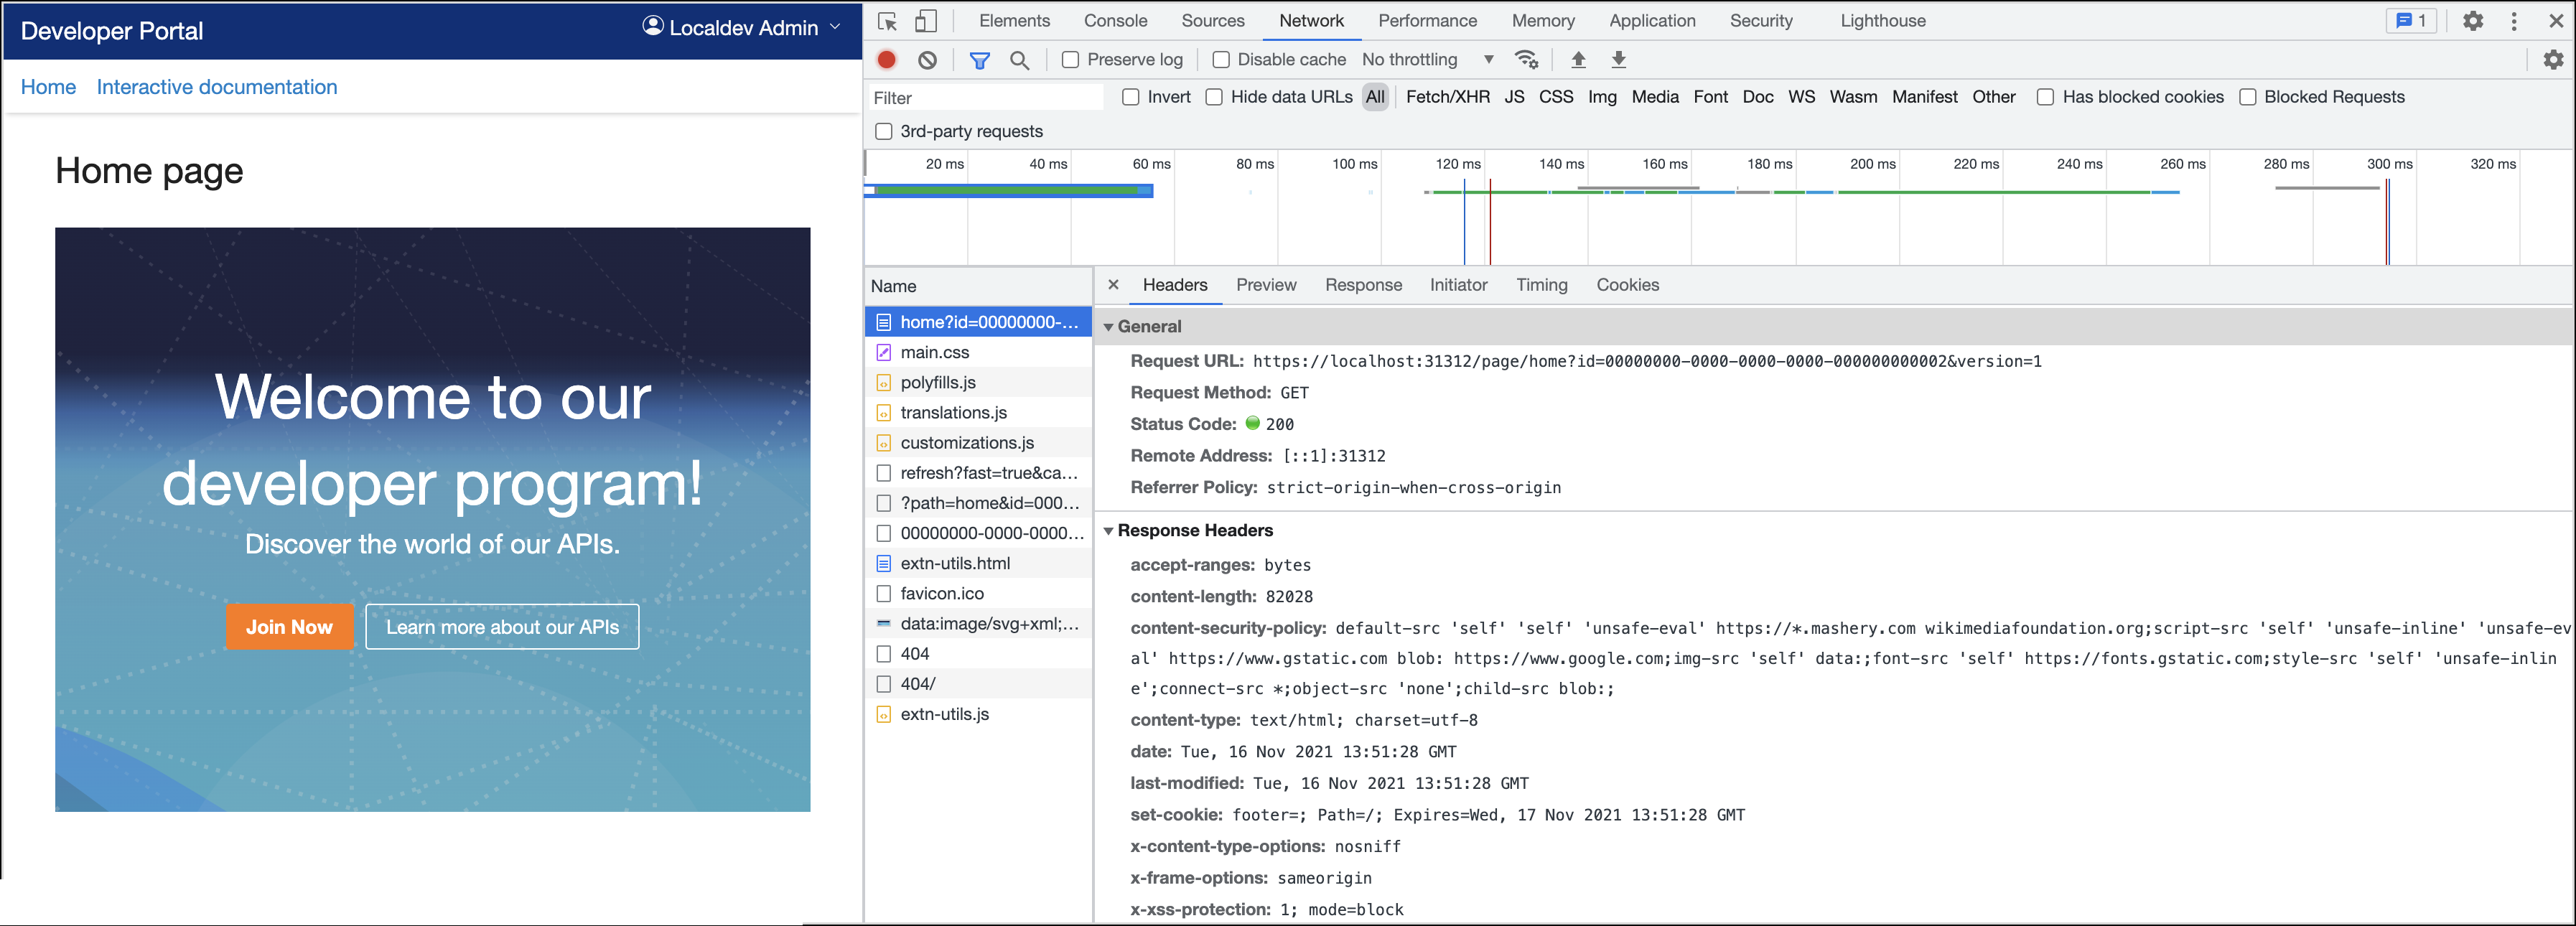 Developer Portal
Localdev Admin
Home Interactive documentation
Home page
Welcome to our
developer program!
Discover the world of our APIs.
Join Now Learn more about our APIs
Elements Console Sources Network Performance Memory Application Security Lighthouse 1
Preserve log Disable cache No throttling
Filter Invert Hide data URLs All Fetch/XHR JS CSS Img Media Font Doc WS Wasm Manifest Other Has blocked cookies Blocked Requests
3rd-party requests
20 ms 40 ms 60 ms 80 ms 100 ms 120 ms 140 ms 160 ms 180 ms 200 ms 220 ms 240 ms 260 ms 280 ms 300 ms 320 ms
Name
home?id=00000000-...
main.css
polyfills.js
translations.js
customizations.js
refresh?fast=true&ca...
?path=home&id=000...
00000000-0000-0000...
extn-utils.html
favicon.ico
data:image/svg+xml;...
404
404/
extn-utils.js
Headers Preview Response Initiator Timing Cookies
General
Request URL: https://localhost:31312/page/home?id=00000000-0000-0000-0000-000000000002&version=1
Request Method: GET
Status Code: 200
Remote Address: [::1]:31312
Referrer Policy: strict-origin-when-cross-origin
Response Headers
accept-ranges: bytes
content-length: 82028
content-security-policy: default-src 'self' 'self' 'unsafe-eval' https://*.mashery.com wikimediafoundation.org;script-src 'self' 'unsafe-inline' 'unsafe-ev
al' https://www.gstatic.com blob: https://www.google.com;img-src 'self' data:;font-src 'self' https://fonts.gstatic.com;style-src 'self' 'unsafe-inlin
e';connect-src *;object-src 'none';child-src blob:;
content-type: text/html; charset=utf-8
date: Tue, 16 Nov 2021 13:51:28 GMT
last-modified: Tue, 16 Nov 2021 13:51:28 GMT
set-cookie: footer=; Path=/; Expires=Wed, 17 Nov 2021 13:51:28 GMT
x-content-type-options: nosniff
x-frame-options: sameorigin
x-xss-protection: 1; mode=block